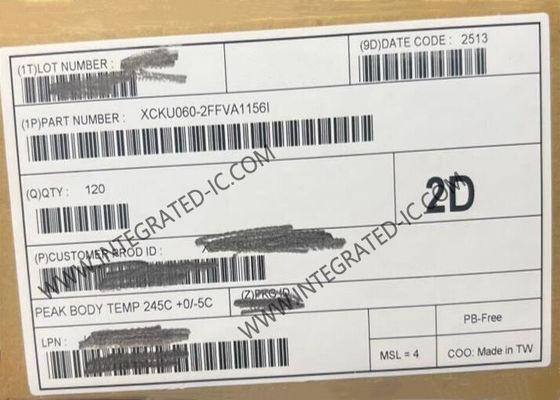 (1T)LOT NUMBER :
(9D)DATE CODE : 2513
(1P)PART NUMBER : XCKU060-2FFVA1156I
(Q)QTY : 120
2D
(P)CUSTOMER PROD ID :
PEAK BODY TEMP 245C +0/-5C
LPN :
PB-Free
MSL = 4
COO: Made in TW
WWW.INTEGRATED-IC.COM
WWW.INTEGRATED-IC.COM